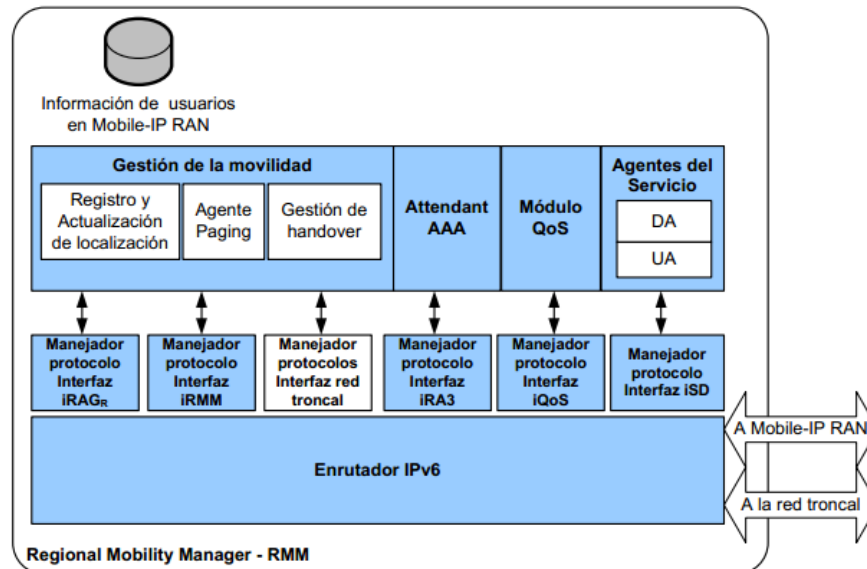 Información de usuarios
en Mobile-IP RAN
Gestión de la movilidad
Registro y
Actualización
de localización
Agente
Paging
Gestión de
handover
Attendant
AAA
Módulo
QoS
Agentes del
Servicio
DA
UA
Manejador
protocolo
Interfaz
iRAGR
Manejador
protocolo
Interfaz
iRMM
Manejador
protocolos
Interfaz red
troncal
Manejador
protocolo
Interfaz
iRA3
Manejador
protocolo
Interfaz
iQoS
Manejador
protocolo
Interfaz iSD
Enrutador IPv6
A Mobile-IP RAN
A la red troncal
Regional Mobility Manager - RMM